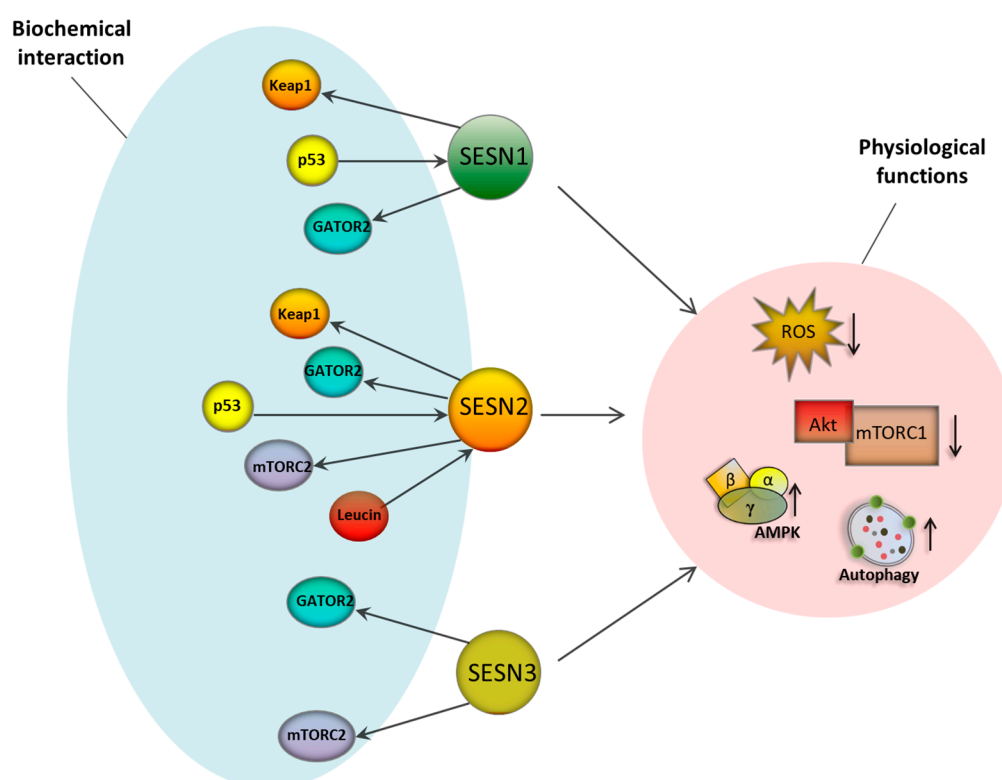 Biochemical
interaction
Keap1
p53
SESN1
GATOR2
Physiological
functions
Keap1
GATOR2
p53
SESN2
mTORC2
Leucin
GATOR2
SESN3
mTORC2
ROS
Akt
mTORC1
β
α
γ
AMPK
Autophagy